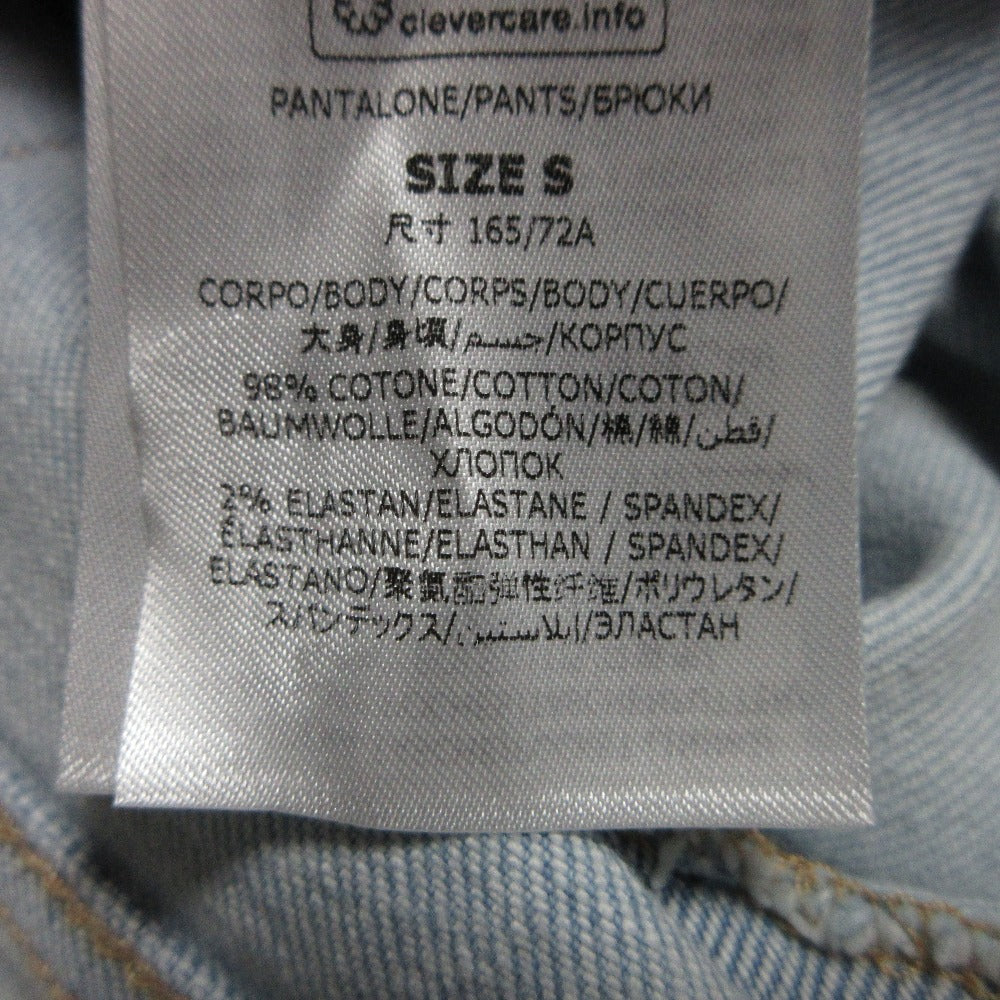 clevercare.info
PANTALONE/PANTS/БРЮКИ
SIZE S
尺寸 165/72A
CORPO/BODY/CORPS/BODY/CUERPO/
大身/身頃/جسم/КОРПУС
98% COTONE/COTTON/COTON/
BAUMWOLLE/ALGODÓN/棉/綿/قطن/
ХЛОПОК
2% ELASTAN/ELASTANE / SPANDEX/
ELASTHANNE/ELASTHAN / SPANDEX/
ELASTANO/聚氨酯弹性纤维/ポリウレタン/
スパンデックス/إيلاستين/ЭЛАСТАН